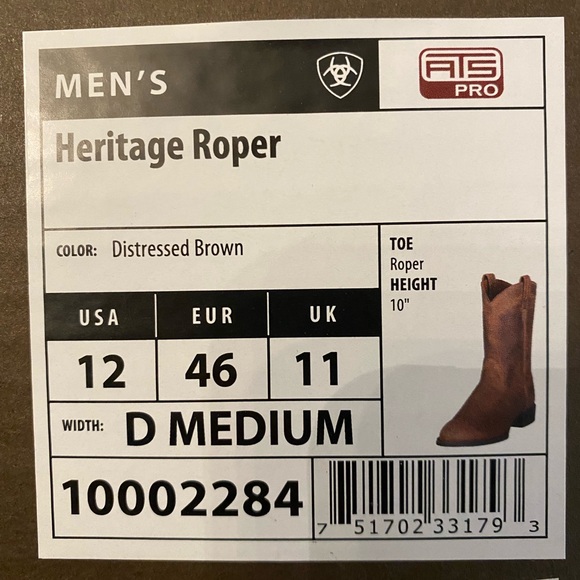 MEN'S
ATS
PRO
Heritage Roper
COLOR: Distressed Brown
TOE
Roper
HEIGHT
10"
USA EUR UK
12 46 11
WIDTH: D MEDIUM
10002284
7 51702 33179 3